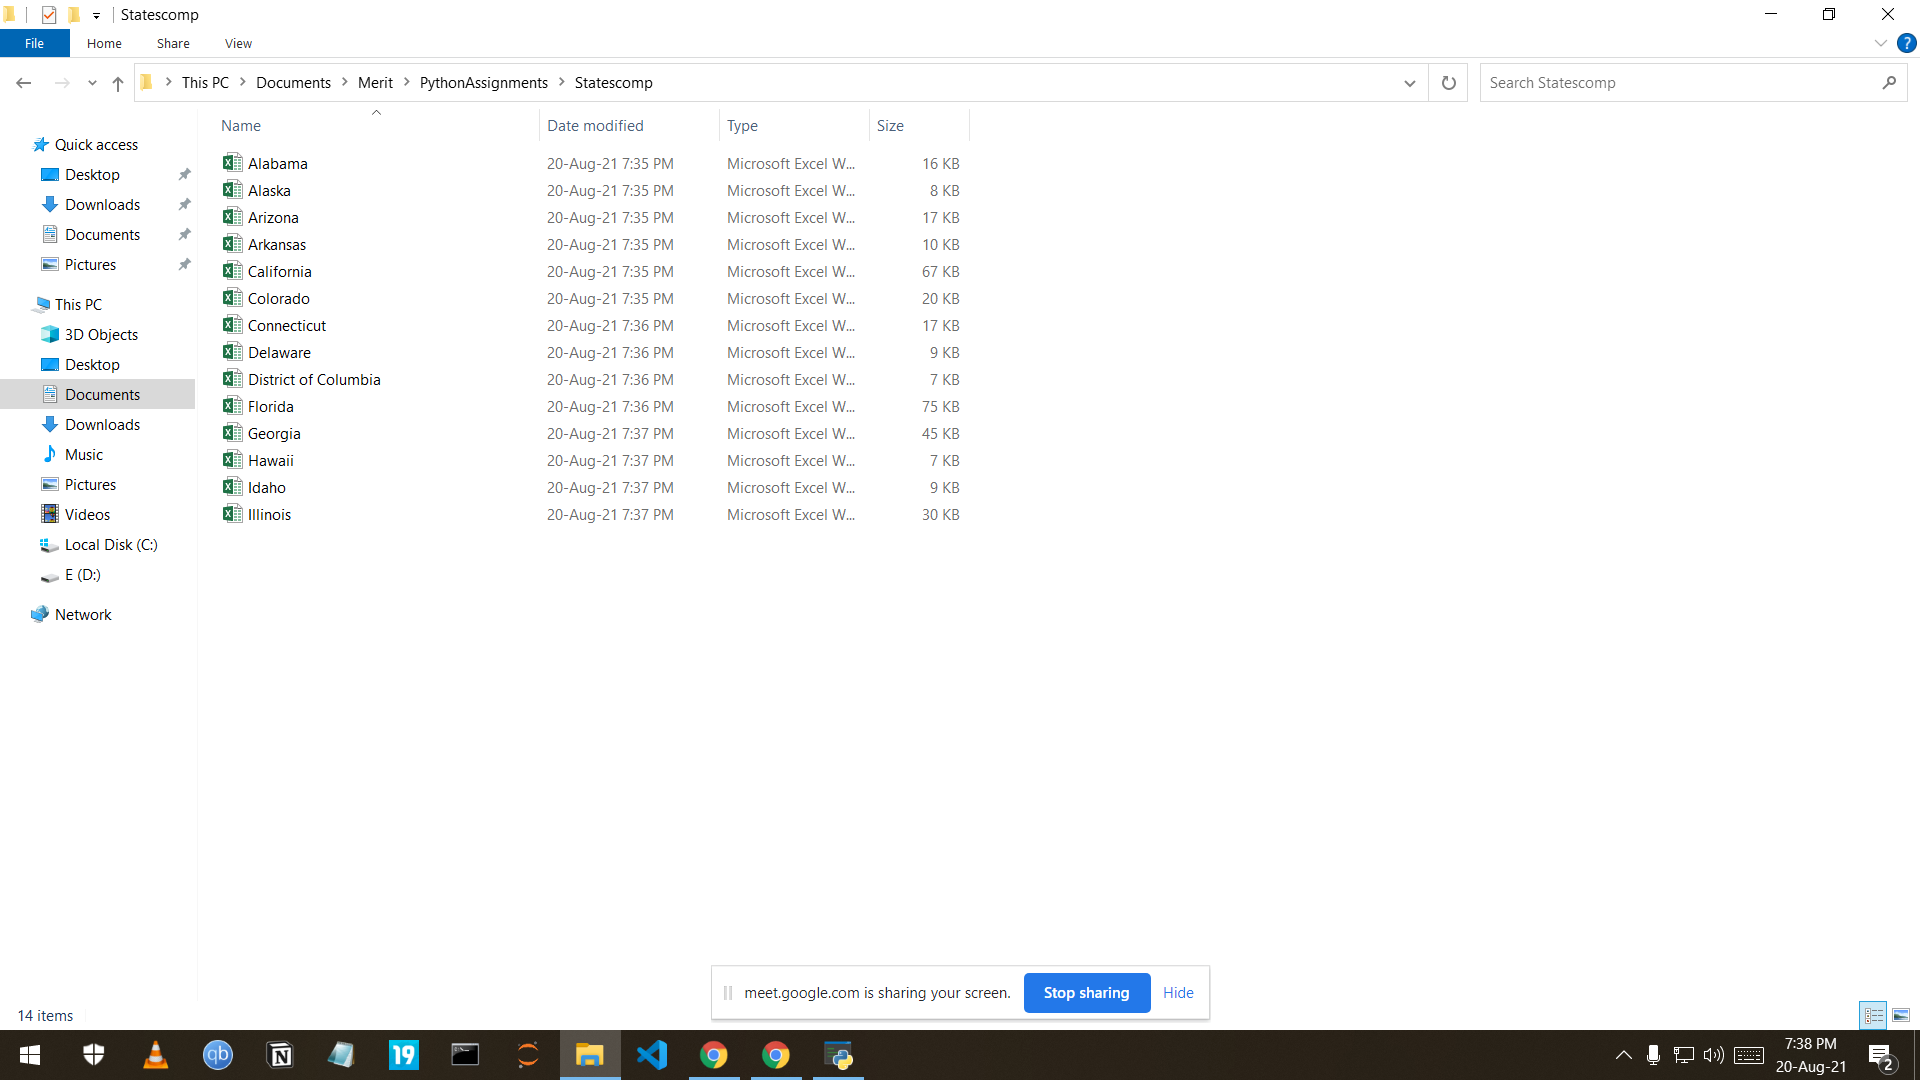 Statescomp
File Home Share View
This PC Documents Merit PythonAssignments Statescomp Search Statescomp
Name Date modified Type Size
Quick access
Desktop
Downloads
Documents
Pictures
This PC
3D Objects
Desktop
Documents
Downloads
Music
Pictures
Videos
Local Disk (C:)
E (D:)
Network
Alabama 20-Aug-21 7:35 PM Microsoft Excel W... 16 KB
Alaska 20-Aug-21 7:35 PM Microsoft Excel W... 8 KB
Arizona 20-Aug-21 7:35 PM Microsoft Excel W... 17 KB
Arkansas 20-Aug-21 7:35 PM Microsoft Excel W... 10 KB
California 20-Aug-21 7:35 PM Microsoft Excel W... 67 KB
Colorado 20-Aug-21 7:35 PM Microsoft Excel W... 20 KB
Connecticut 20-Aug-21 7:36 PM Microsoft Excel W... 17 KB
Delaware 20-Aug-21 7:36 PM Microsoft Excel W... 9 KB
District of Columbia 20-Aug-21 7:36 PM Microsoft Excel W... 7 KB
Florida 20-Aug-21 7:36 PM Microsoft Excel W... 75 KB
Georgia 20-Aug-21 7:37 PM Microsoft Excel W... 45 KB
Hawaii 20-Aug-21 7:37 PM Microsoft Excel W... 7 KB
Idaho 20-Aug-21 7:37 PM Microsoft Excel W... 9 KB
Illinois 20-Aug-21 7:37 PM Microsoft Excel W... 30 KB
meet.google.com is sharing your screen. Stop sharing Hide
14 items
qb N 19
7:38 PM
20-Aug-21
2